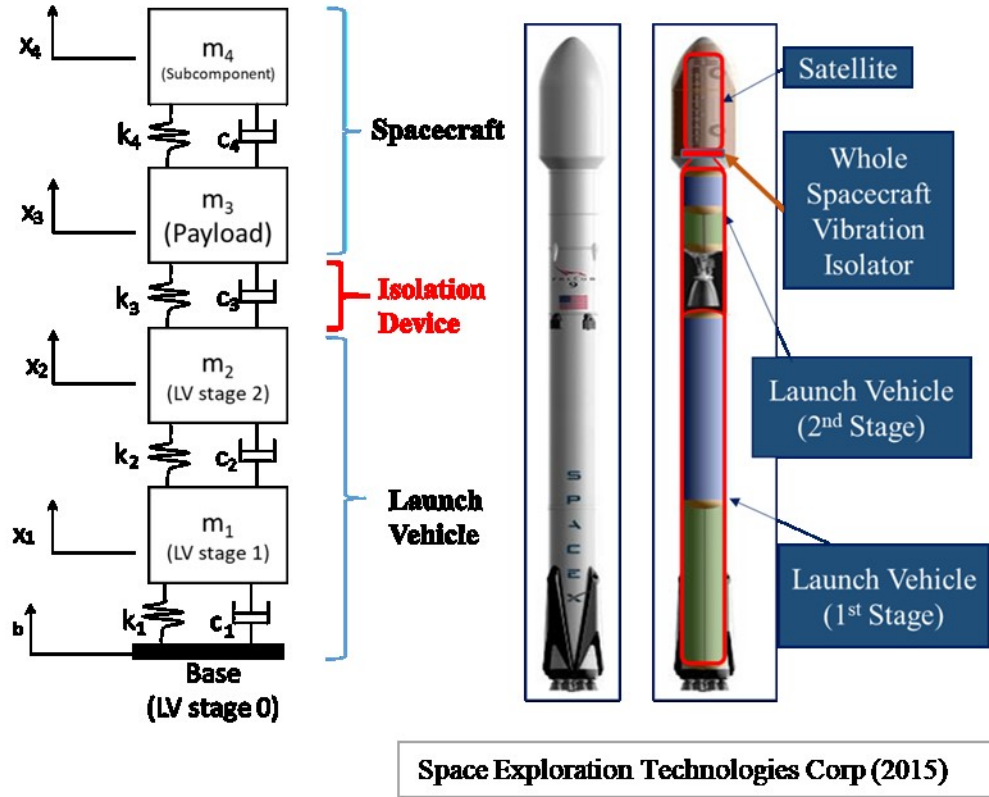 X₄
m₄
(Subcomponent)
k₄
c₄
Spacecraft
X₃
m₃
(Payload)
k₃
c₃
Isolation
Device
X₂
m₂
(LV stage 2)
k₂
c₂
Launch
Vehicle
X₁
m₁
(LV stage 1)
k₁
c₁
b
Base
(LV stage 0)
9
SPACEX
Satellite
Whole
Spacecraft
Vibration
Isolator
Launch Vehicle
(2ⁿᵈ Stage)
Launch Vehicle
(1ˢᵗ Stage)
Space Exploration Technologies Corp (2015)